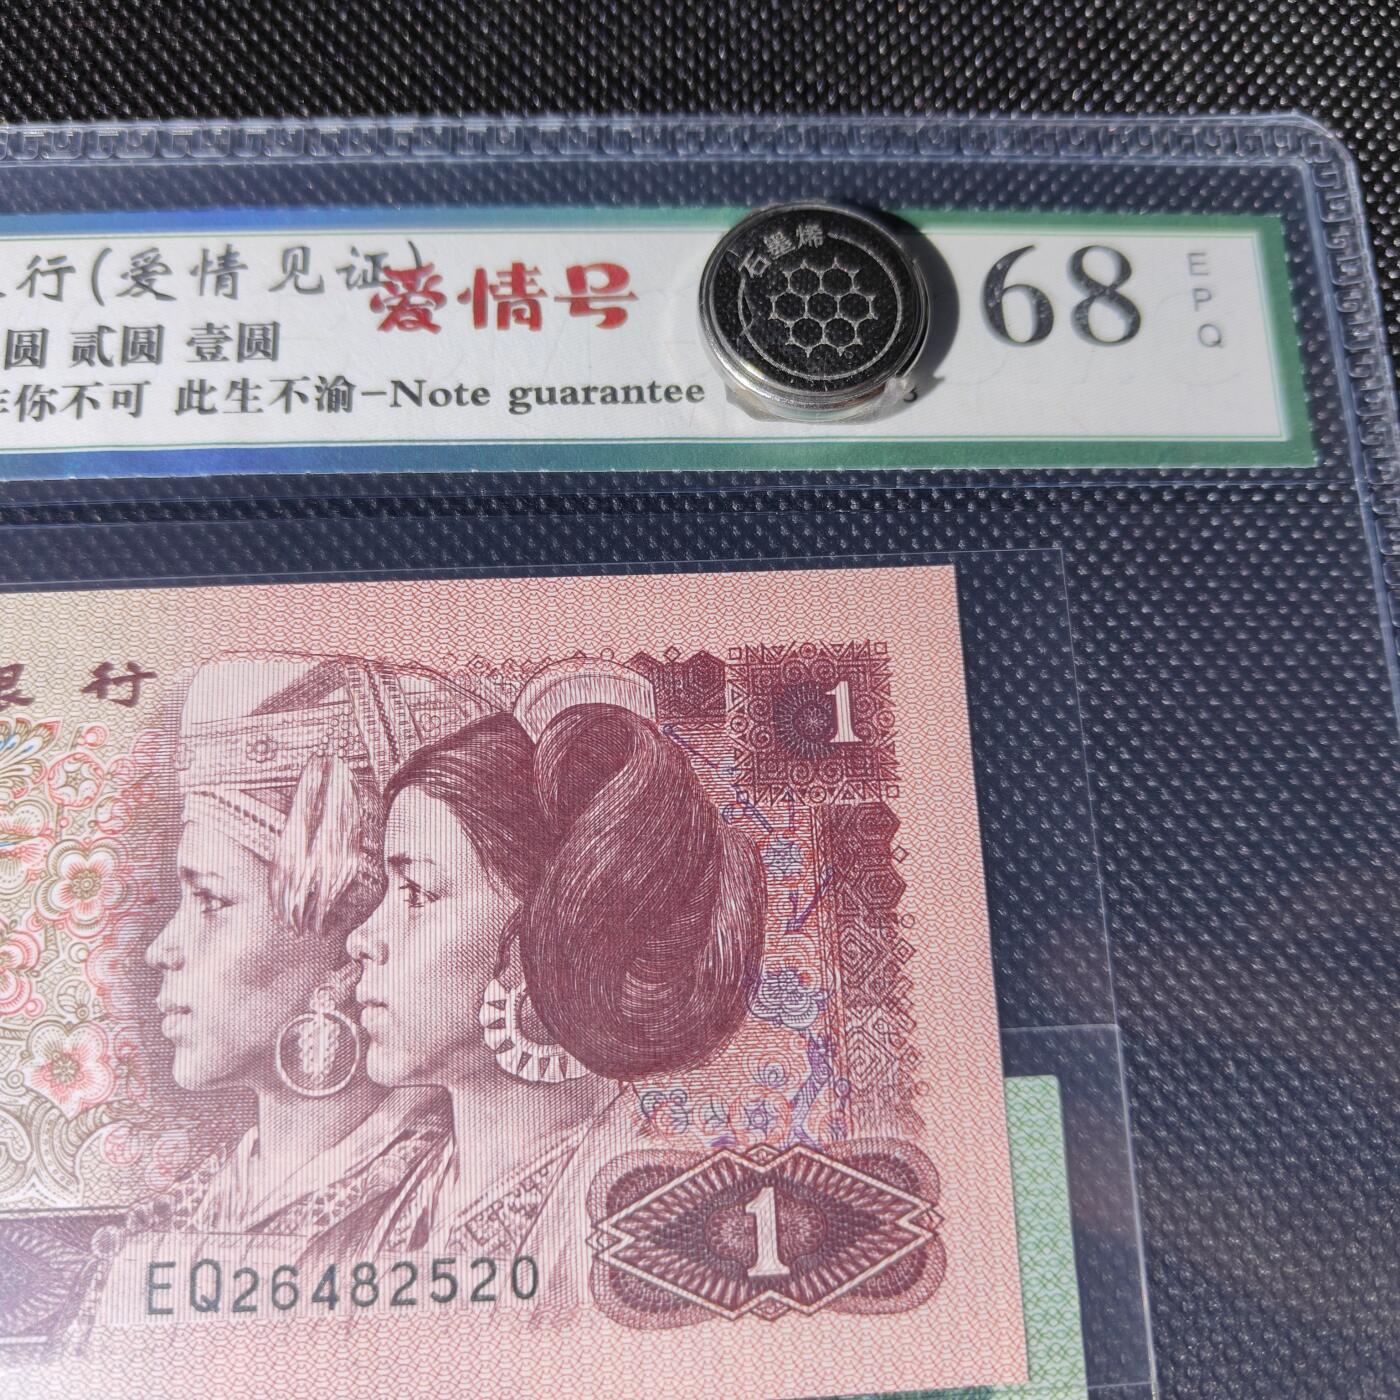 行(爱情见证)
爱情号
圆 贰圆 壹圆
你不可 此生不渝-Note guarantee
石墨烯
68
EPQ
银行
1
EQ26482520
1